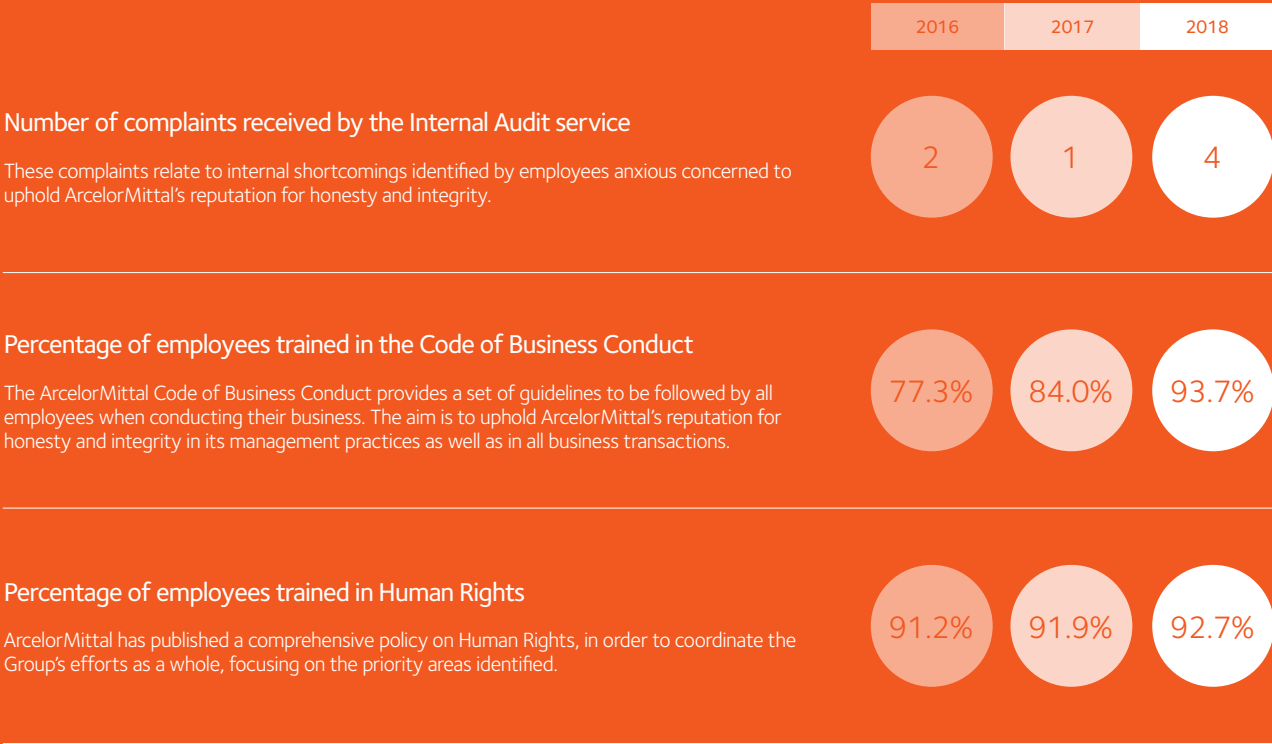 2016 2017 2018
Number of complaints received by the Internal Audit service
These complaints relate to internal shortcomings identified by employees anxious concerned to
uphold ArcelorMittal's reputation for honesty and integrity.
2 1 4
Percentage of employees trained in the Code of Business Conduct
The ArcelorMittal Code of Business Conduct provides a set of guidelines to be followed by all
employees when conducting their business. The aim is to uphold ArcelorMittal's reputation for
honesty and integrity in its management practices as well as in all business transactions.
77.3% 84.0% 93.7%
Percentage of employees trained in Human Rights
ArcelorMittal has published a comprehensive policy on Human Rights, in order to coordinate the
Group's efforts as a whole, focusing on the priority areas identified.
91.2% 91.9% 92.7%